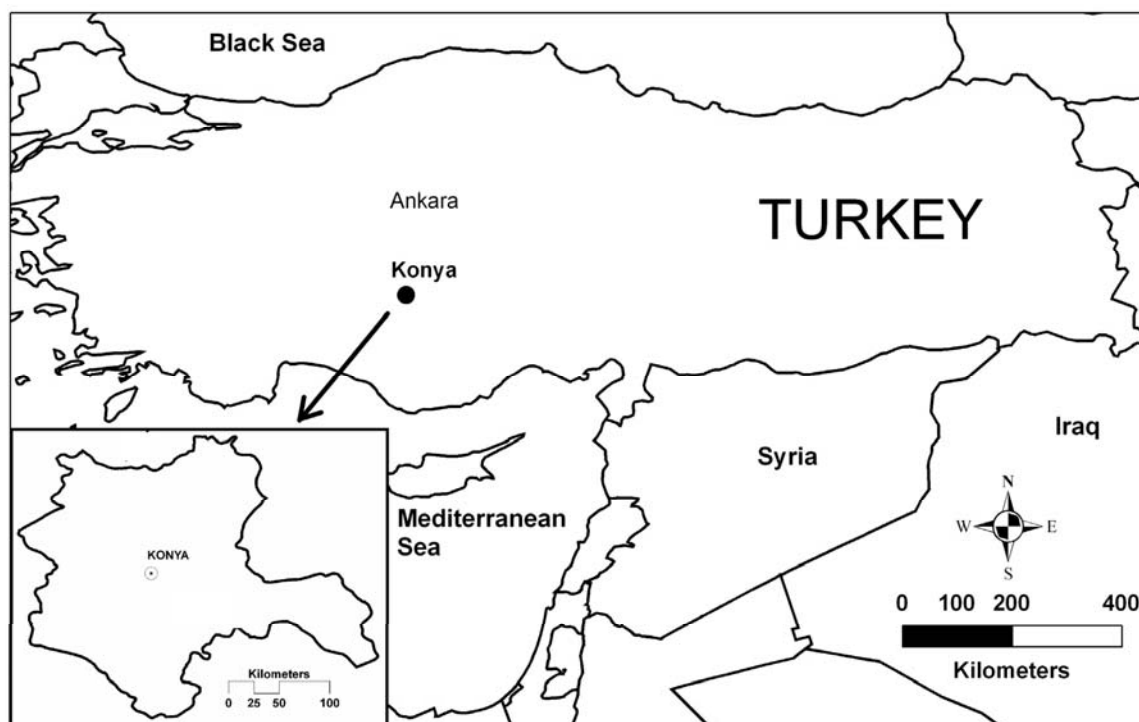 Black Sea
Ankara
TURKEY
Konya
Syria
Iraq
Mediterranean
Sea
N
W E
S
0 100 200 400
Kilometers
KONYA
Kilometers
0 25 50 100